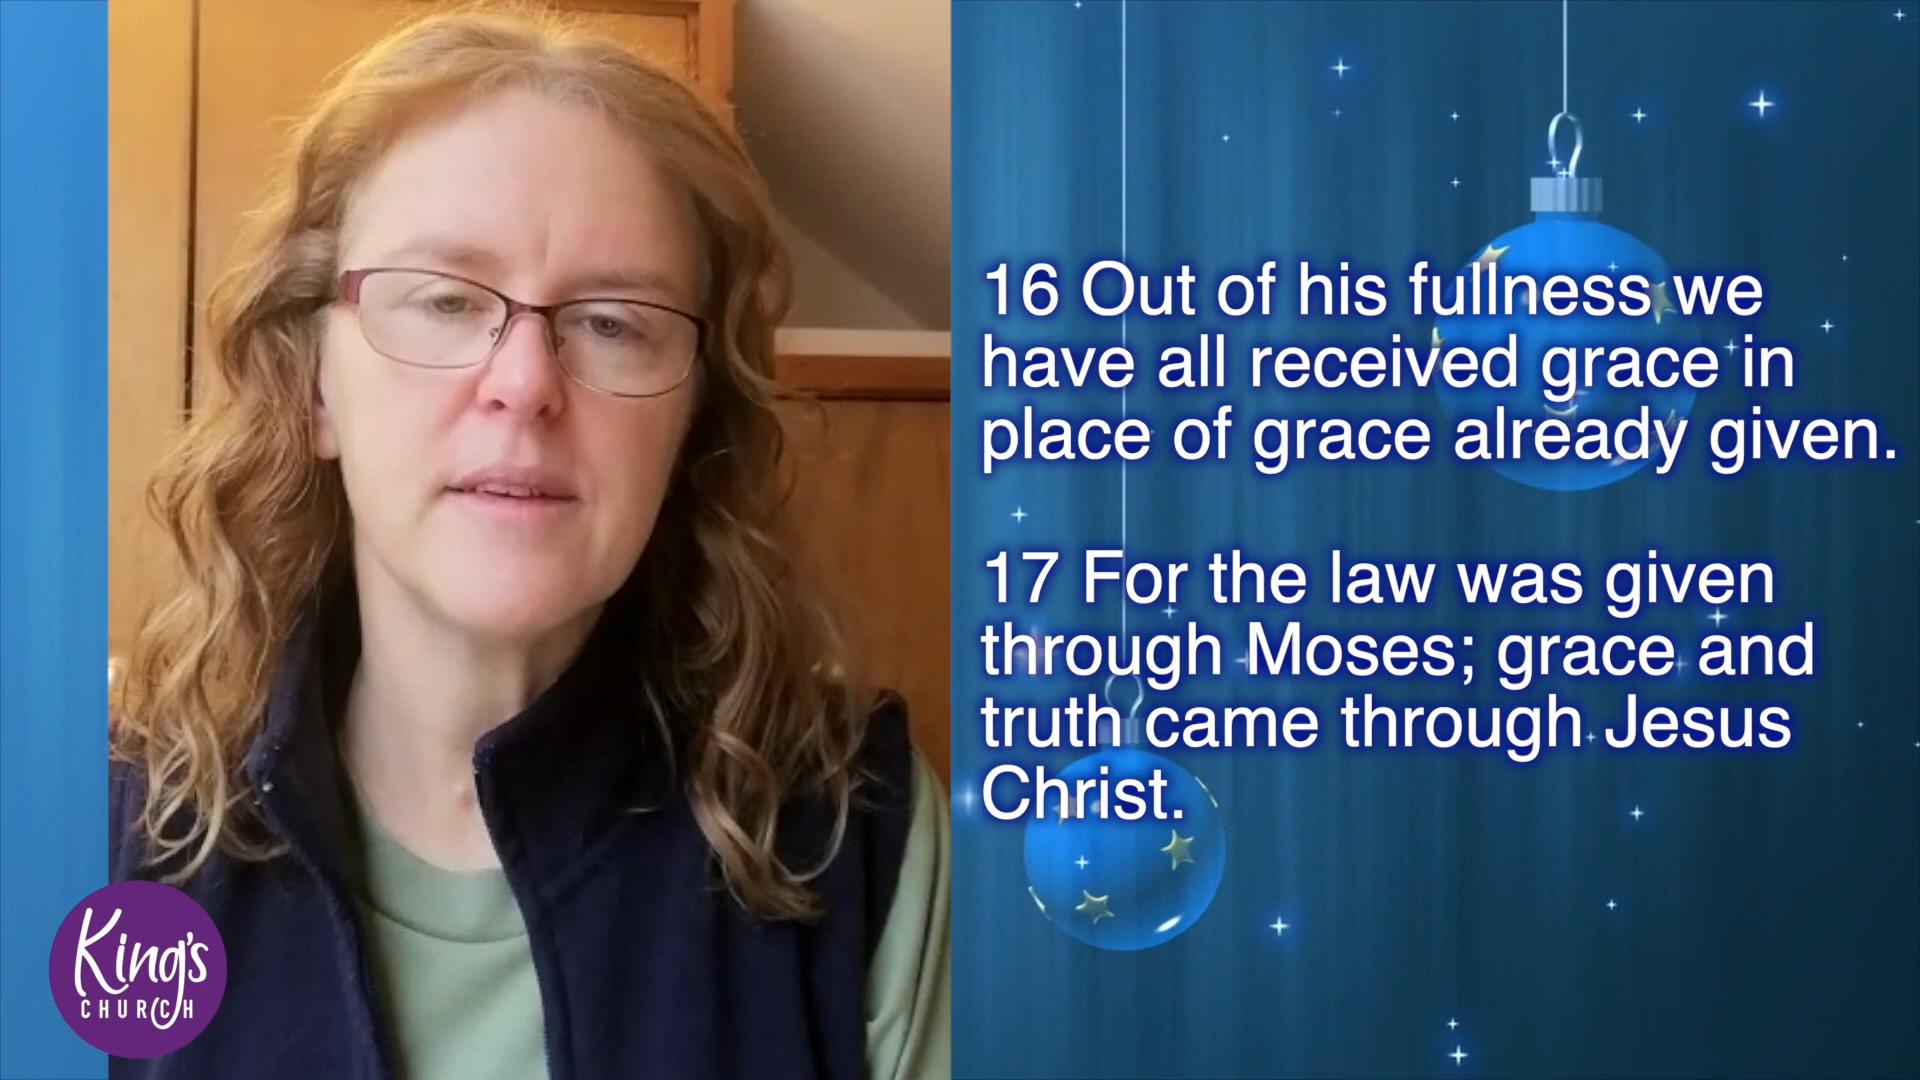 16 Out of his fullness we
have all received grace in
place of grace already given.
17 For the law was given
through Moses; grace and
truth came through Jesus
Christ.
King's
CHURCH